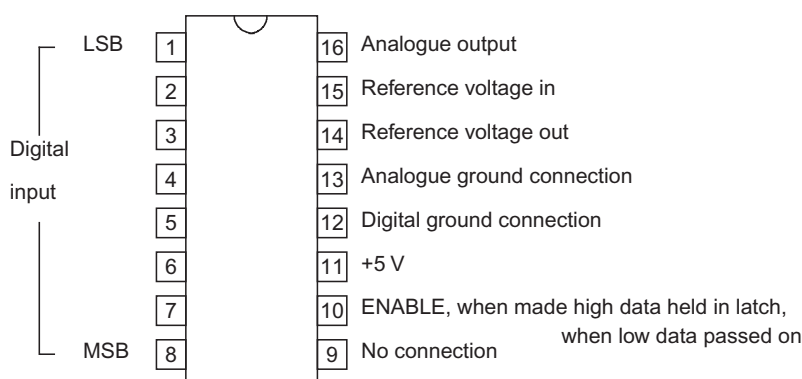 LSB 1 16 Analogue output
2 15 Reference voltage in
3 14 Reference voltage out
Digital
input
4 13 Analogue ground connection
5 12 Digital ground connection
6 11 +5 V
7 10 ENABLE, when made high data held in latch,
when low data passed on
MSB 8 9 No connection